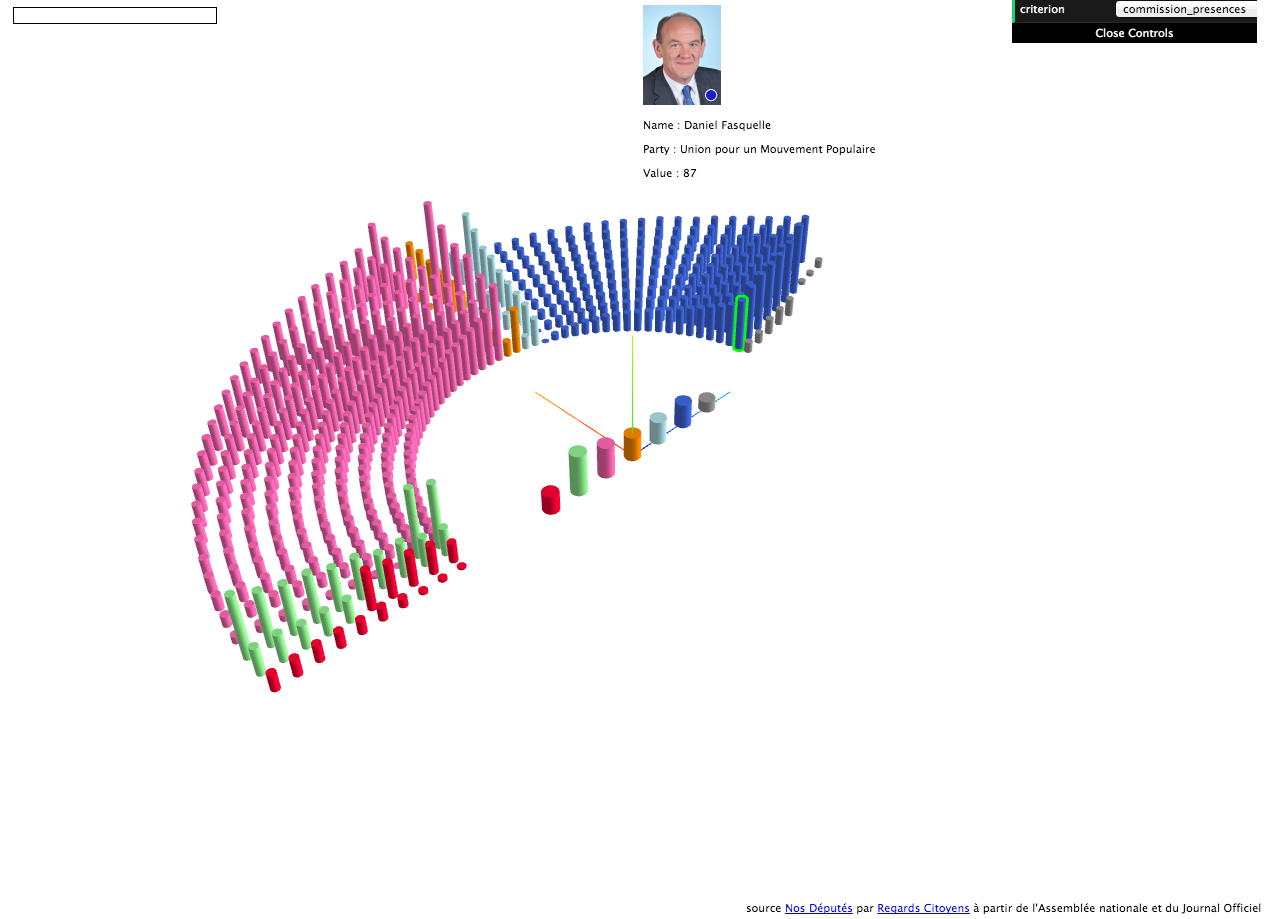 criterion commission_presences
Close Controls
Name : Daniel Fasquelle
Party : Union pour un Mouvement Populaire
Value : 87
source Nos Députés par Regards Citoyens à partir de l'Assemblée nationale et du Journal Officiel